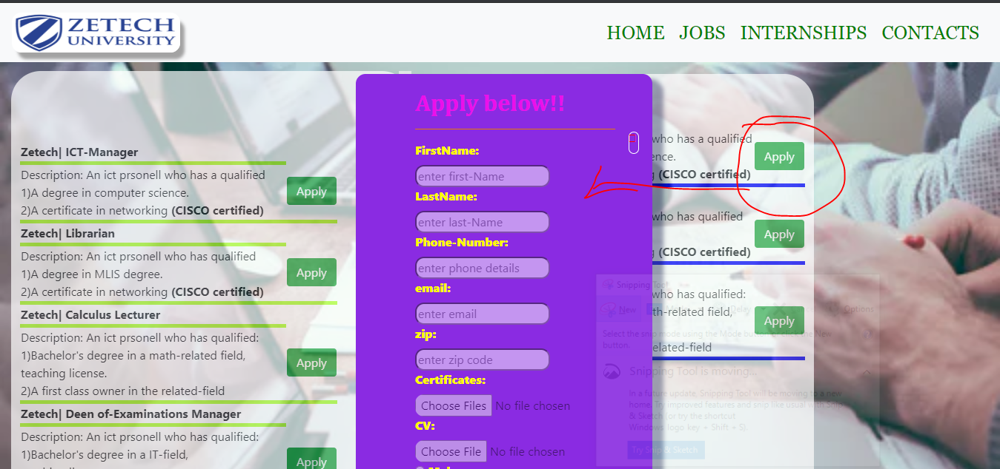 ZETECH
UNIVERSITY
HOME JOBS INTERNSHIPS CONTACTS
Zetech| ICT-Manager
Description: An ict prsonell who has a qualified
1)A degree in computer science.
2)A certificate in networking (CISCO certified)
Apply
Zetech| Librarian
Description: An ict prsonell who has qualified
1)A degree in MLIS degree.
2)A certificate in networking (CISCO certified)
Apply
Zetech| Calculus Lecturer
Description: An ict prsonell who has qualified:
1)Bachelor's degree in a math-related field,
teaching license.
2)A first class owner in the related-field
Apply
Zetech| Deen of-Examinations Manager
Description: An ict prsonell who has qualified:
1)Bachelor's degree in a IT-field,
Apply
Apply below!!
FirstName:
enter first-Name
LastName:
enter last-Name
Phone-Number:
enter phone details
email:
enter email
zip:
enter zip code
Certificates:
Choose Files No file chosen
CV:
Choose File No file chosen
who has a qualified
ence.
(CISCO certified)
Apply
who has qualified
(CISCO certified)
Apply
who has qualified:
th-related field,
elated-field
Apply
Snipping Tool
New Mode Delay Options
Select the snip mode using the Mode button or click the New
button.
Snipping Tool is moving...
In a future update, Snipping Tool will be moving to a new
home. Try improved features and snip like usual with Snip
& Sketch (or try the shortcut
Windows logo key + Shift + S).
Try Snip & Sketch